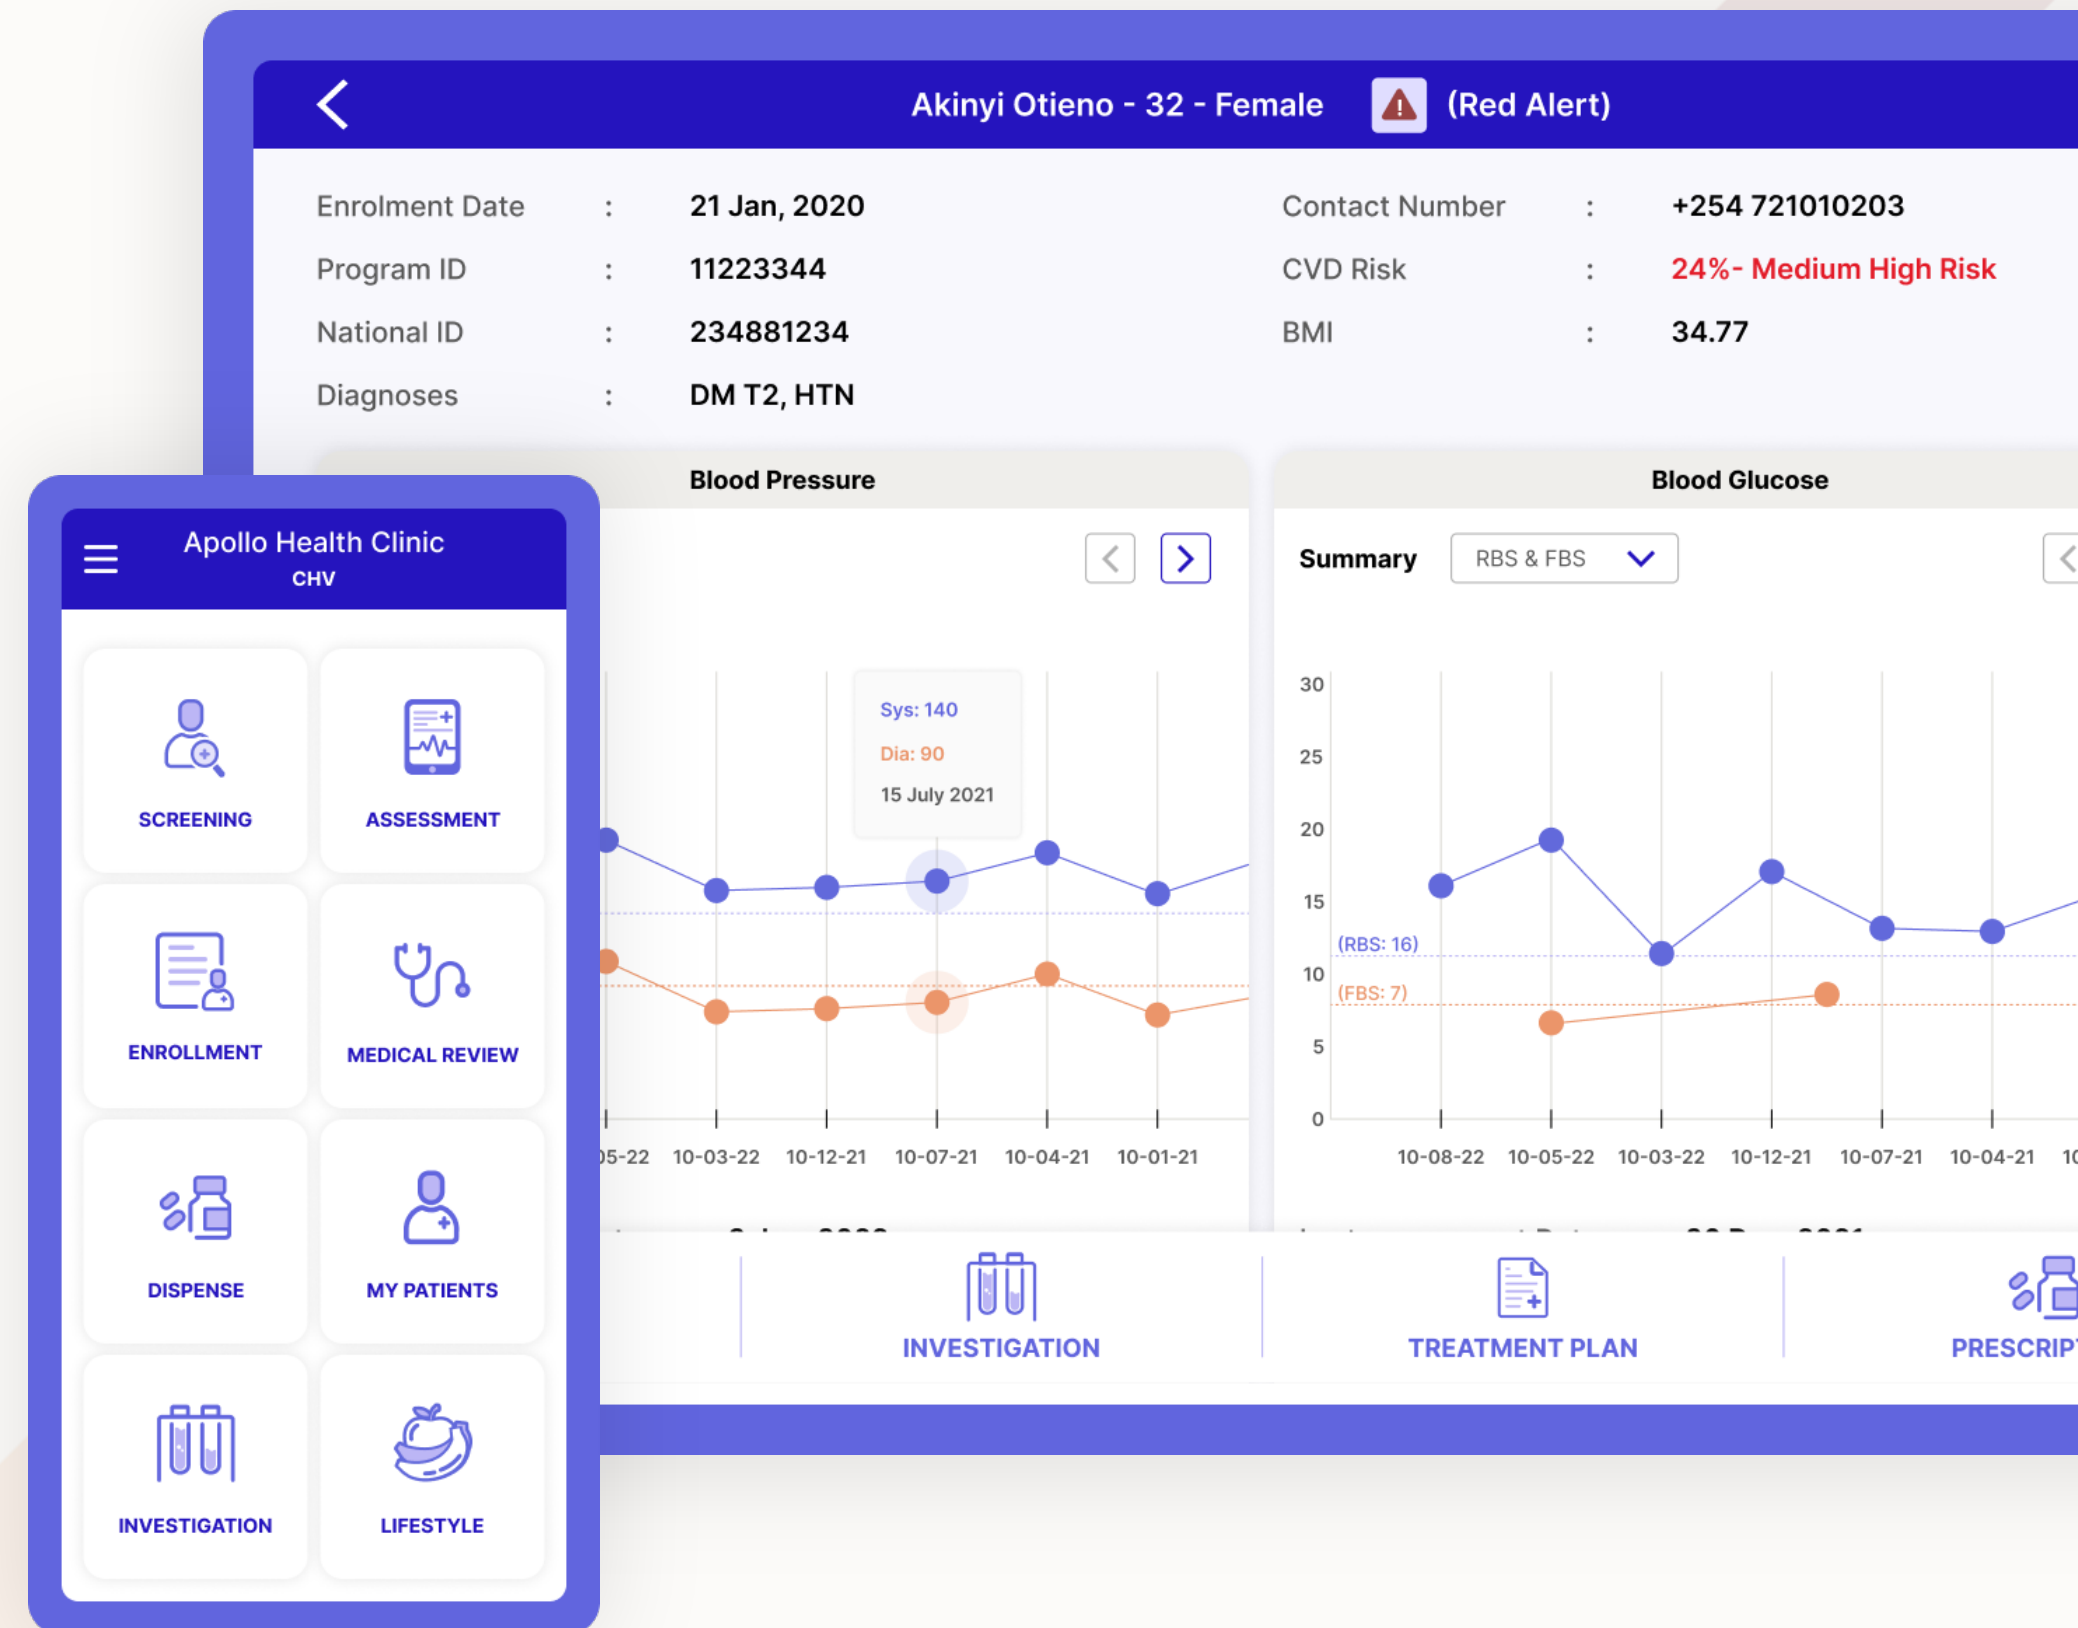 Akinyi Otieno - 32 - Female (Red Alert)
Enrolment Date : 21 Jan, 2020
Contact Number : +254 721010203
Program ID : 11223344
CVD Risk : 24%- Medium High Risk
National ID : 234881234
BMI : 34.77
Diagnoses : DM T2, HTN
Blood Pressure
Sys: 140
Dia: 90
15 July 2021
05-22 10-03-22 10-12-21 10-07-21 10-04-21 10-01-21
Blood Glucose
Summary RBS & FBS
30
25
20
15
(RBS: 16)
10
(FBS: 7)
5
0
10-08-22 10-05-22 10-03-22 10-12-21 10-07-21 10-04-21 10
INVESTIGATION
TREATMENT PLAN
PRESCRIP
Apollo Health Clinic
CHV
SCREENING
ASSESSMENT
ENROLLMENT
MEDICAL REVIEW
DISPENSE
MY PATIENTS
INVESTIGATION
LIFESTYLE